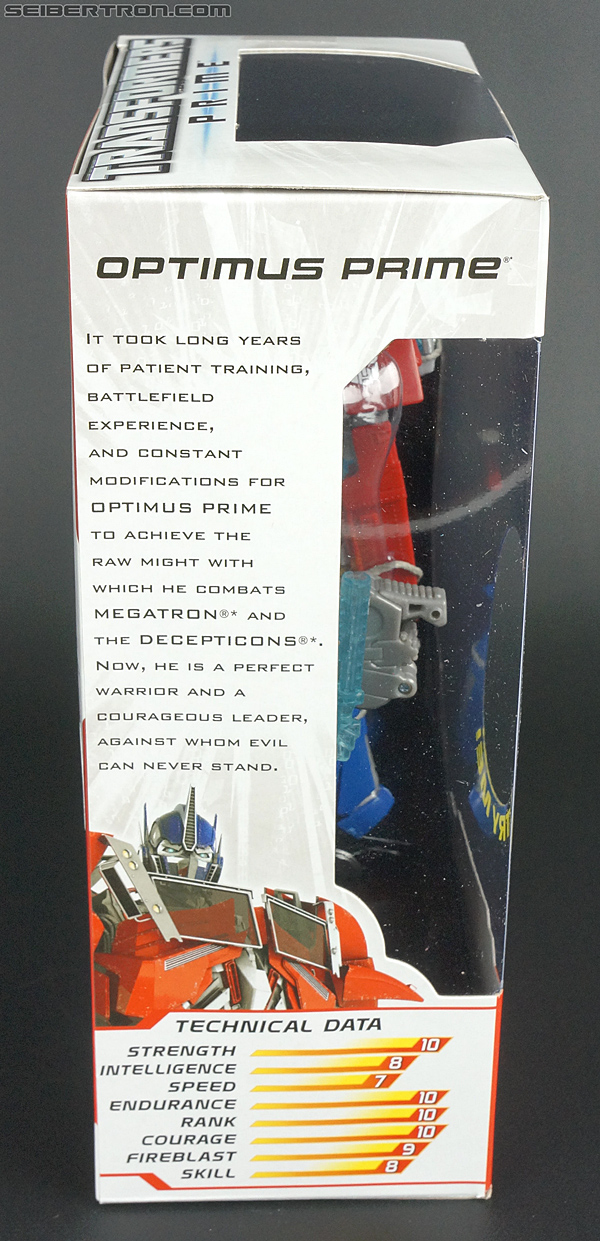 SEIBERTRON.COM
TRANSFORMERS
PRIME
OPTIMUS PRIME®*
IT TOOK LONG YEARS
OF PATIENT TRAINING,
BATTLEFIELD
EXPERIENCE,
AND CONSTANT
MODIFICATIONS FOR
OPTIMUS PRIME
TO ACHIEVE THE
RAW MIGHT WITH
WHICH HE COMBATS
MEGATRON®* AND
THE DECEPTICONS®*.
NOW, HE IS A PERFECT
WARRIOR AND A
COURAGEOUS LEADER,
AGAINST WHOM EVIL
CAN NEVER STAND.
TECHNICAL DATA
STRENGTH 10
INTELLIGENCE 8
SPEED 7
ENDURANCE 10
RANK 10
COURAGE 10
FIREBLAST 9
SKILL 8